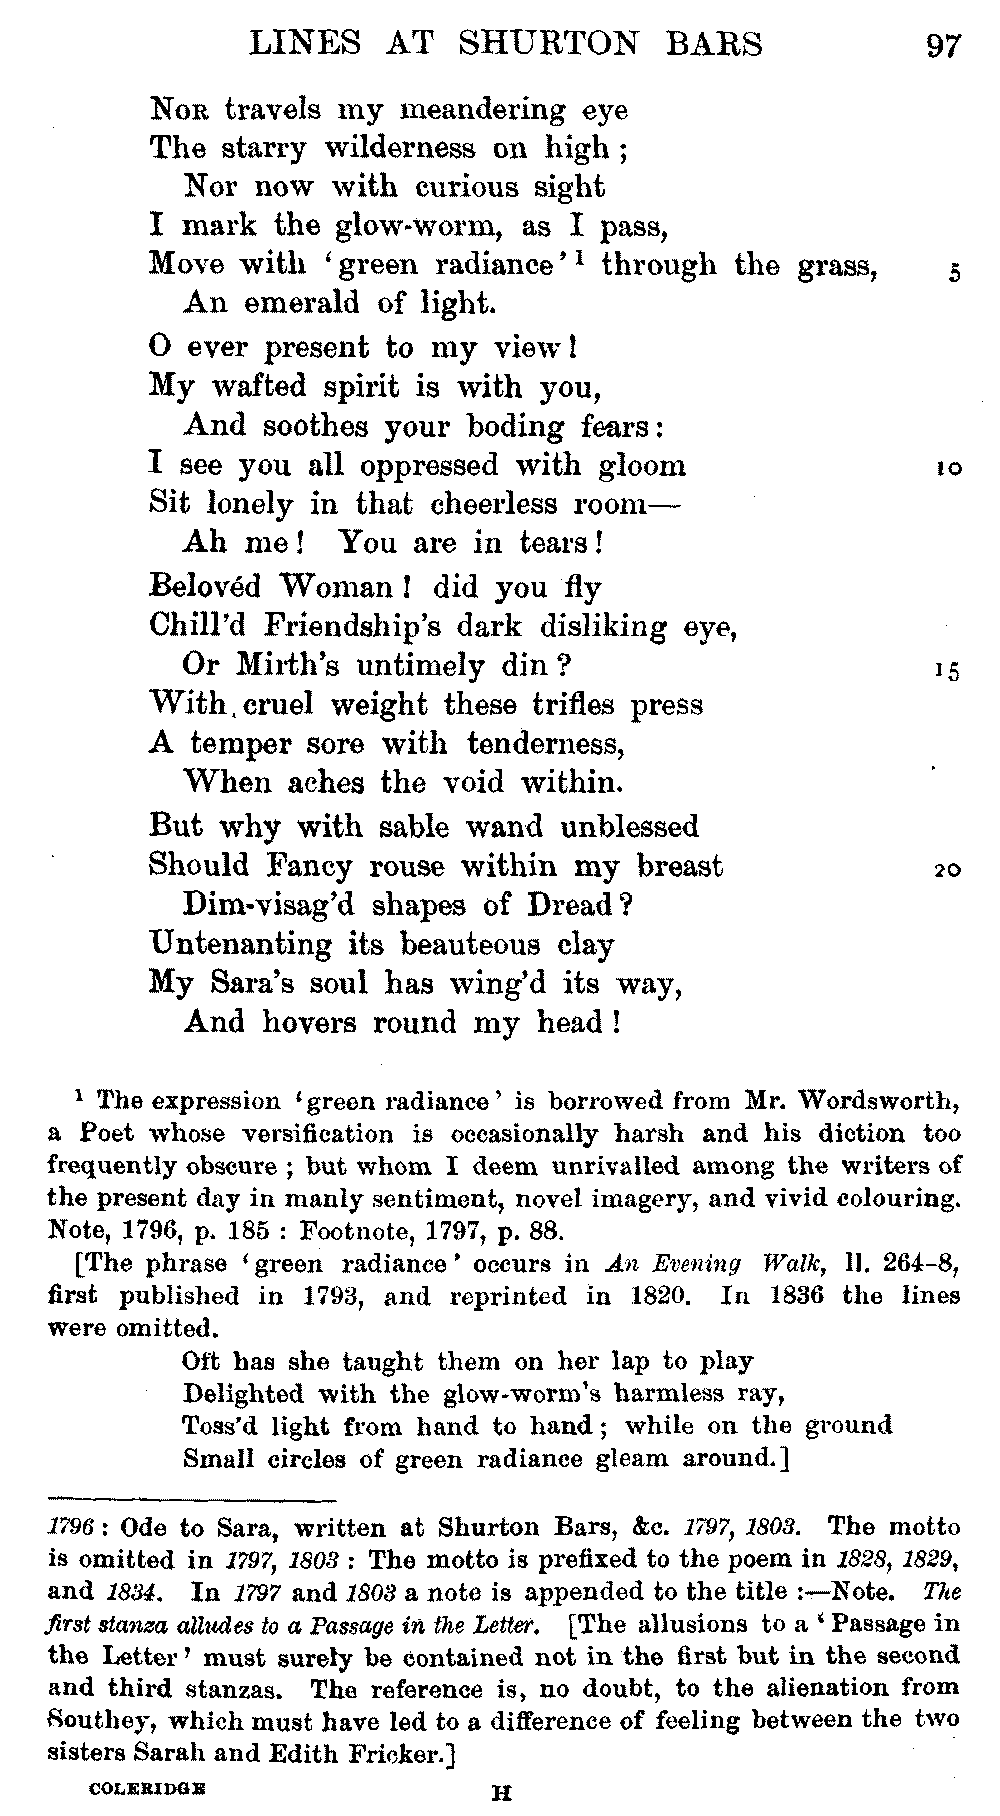 LINES AT SHURTON BARS 97
NOR travels my meandering eye
The starry wilderness on high ;
Nor now with curious sight
I mark the glow-worm, as I pass,
Move with ‘green radiance’ ¹ through the grass, 5
An emerald of light.
O ever present to my view !
My wafted spirit is with you,
And soothes your boding fears :
I see you all oppressed with gloom 10
Sit lonely in that cheerless room—
Ah me ! You are in tears !
Belovéd Woman ! did you fly
Chill’d Friendship’s dark disliking eye,
Or Mirth’s untimely din ? 15
With cruel weight these trifles press
A temper sore with tenderness,
When aches the void within.
But why with sable wand unblessed
Should Fancy rouse within my breast 20
Dim-visag’d shapes of Dread ?
Untenanting its beauteous clay
My Sara’s soul has wing’d its way,
And hovers round my head !
¹ The expression ‘green radiance’ is borrowed from Mr. Wordsworth,
a Poet whose versification is occasionally harsh and his diction too
frequently obscure ; but whom I deem unrivalled among the writers of
the present day in manly sentiment, novel imagery, and vivid colouring.
Note, 1796, p. 185 : Footnote, 1797, p. 88.
[The phrase ‘green radiance’ occurs in An Evening Walk, ll. 264–8,
first published in 1793, and reprinted in 1820. In 1836 the lines
were omitted.
Oft has she taught them on her lap to play
Delighted with the glow-worm’s harmless ray,
Toss’d light from hand to hand ; while on the ground
Small circles of green radiance gleam around.]
1796 : Ode to Sara, written at Shurton Bars, &c. 1797, 1803. The motto
is omitted in 1797, 1803 : The motto is prefixed to the poem in 1828, 1829,
and 1834. In 1797 and 1803 a note is appended to the title :—Note. The
first stanza alludes to a Passage in the Letter. [The allusions to a ‘Passage in
the Letter’ must surely be contained not in the first but in the second
and third stanzas. The reference is, no doubt, to the alienation from
Southey, which must have led to a difference of feeling between the two
sisters Sarah and Edith Fricker.]
COLERIDGE H